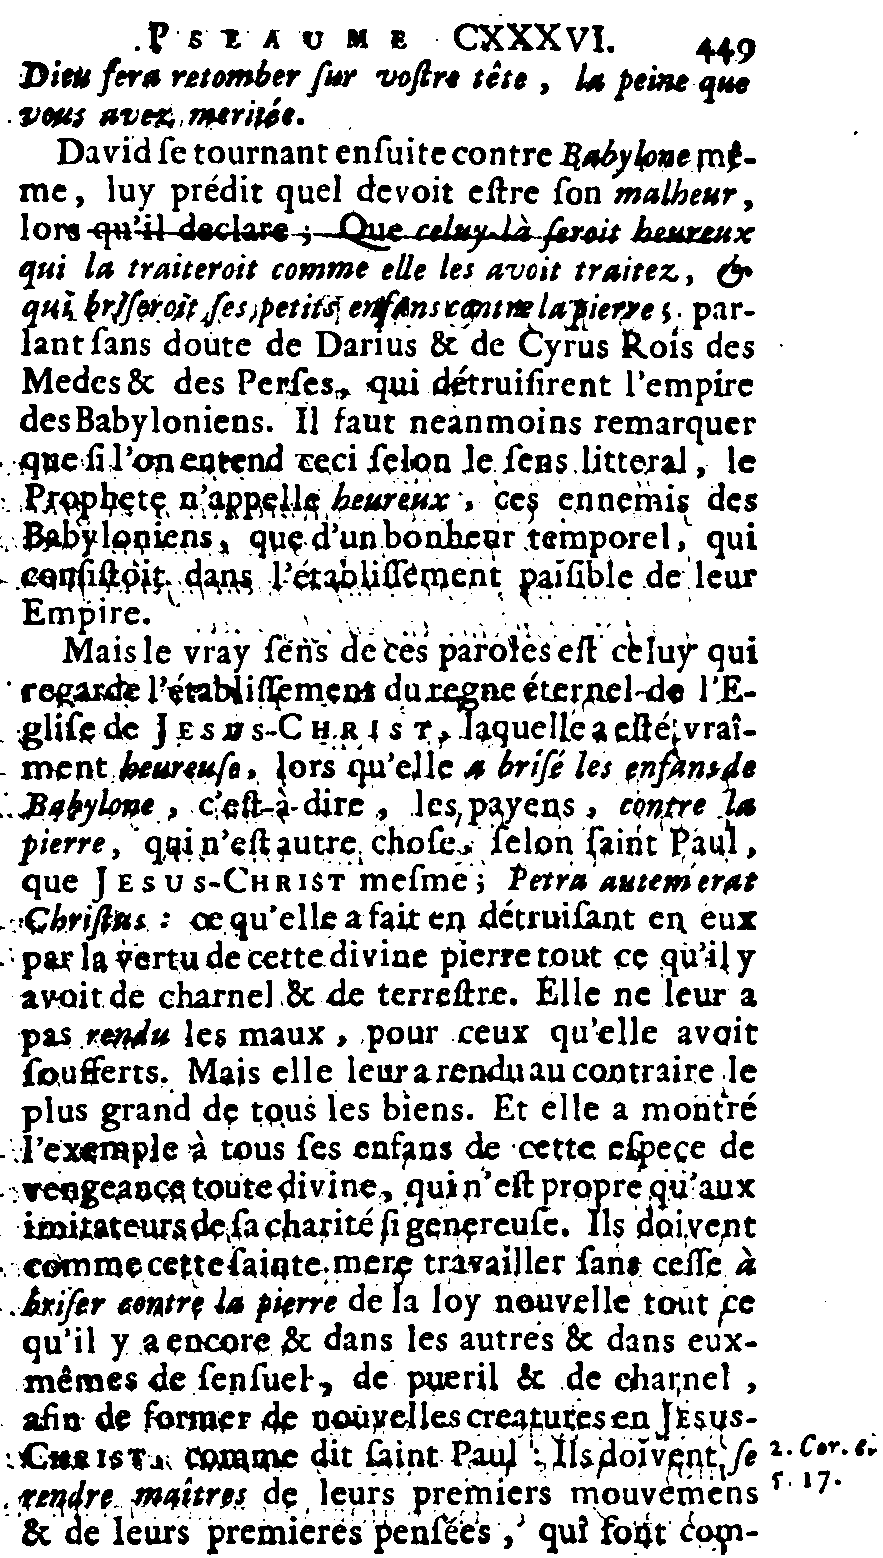 PSEAUME CXXXVI. 449
Dieu fera retomber ſur voſtre tête, la peine que
vous avez meritée.
David ſe tournant enſuite contre Babylone mê-
me, luy prédit quel devoit eſtre ſon malheur,
lors qu'il declare ; Que celuy-là ſeroit heureux
qui la traiteroit comme elle les avoit traitez, &
qui briſeroit ſes petits enfans contre la pierre ; par-
lant ſans doute de Darius & de Cyrus Rois des
Medes & des Perſes, qui détruiſirent l'empire
des Babyloniens. Il faut neanmoins remarquer
que ſi l'on entend ceci ſelon le ſens litteral, le
Prophete n'appelle heureux, ces ennemis des
Babyloniens, que d'un bonheur temporel, qui
conſiſtoit dans l'établiſſement paiſible de leur
Empire.
Mais le vray ſens de ces paroles eſt celuy qui
regarde l'établiſſement du regne éternel de l'E-
gliſe de JESUS-CHRIST, laquelle a eſté vraî-
ment heureuſe, lors qu'elle a briſé les enfans de
Babylone, c'eſt-à-dire, les payens, contre la
pierre, qui n'eſt autre choſe, ſelon ſaint Paul,
que JESUS-CHRIST meſme ; Petra autem erat
Chriſtus : ce qu'elle a fait en détruiſant en eux
par la vertu de cette divine pierre tout ce qu'il y
avoit de charnel & de terreſtre. Elle ne leur a
pas rendu les maux, pour ceux qu'elle avoit
ſoufferts. Mais elle leur a rendu au contraire le
plus grand de tous les biens. Et elle a montré
l'exemple à tous ſes enfans de cette eſpece de
vengeance toute divine, qui n'eſt propre qu'aux
imitateurs de ſa charité ſi genereuſe. Ils doivent
comme cette ſainte mere travailler ſans ceſſe à
briſer contre la pierre de la loy nouvelle tout ce
qu'il y a encore & dans les autres & dans eux-
mêmes de ſenſuel, de pueril & de charnel,
afin de former de nouvelles creatures en JESUS-
CHRIST, comme dit ſaint Paul : Ils doivent ſe 2. Cor. c.
rendre maîtres de leurs premiers mouvemens 5. 17.
& de leurs premieres penſées, qui ſont com-